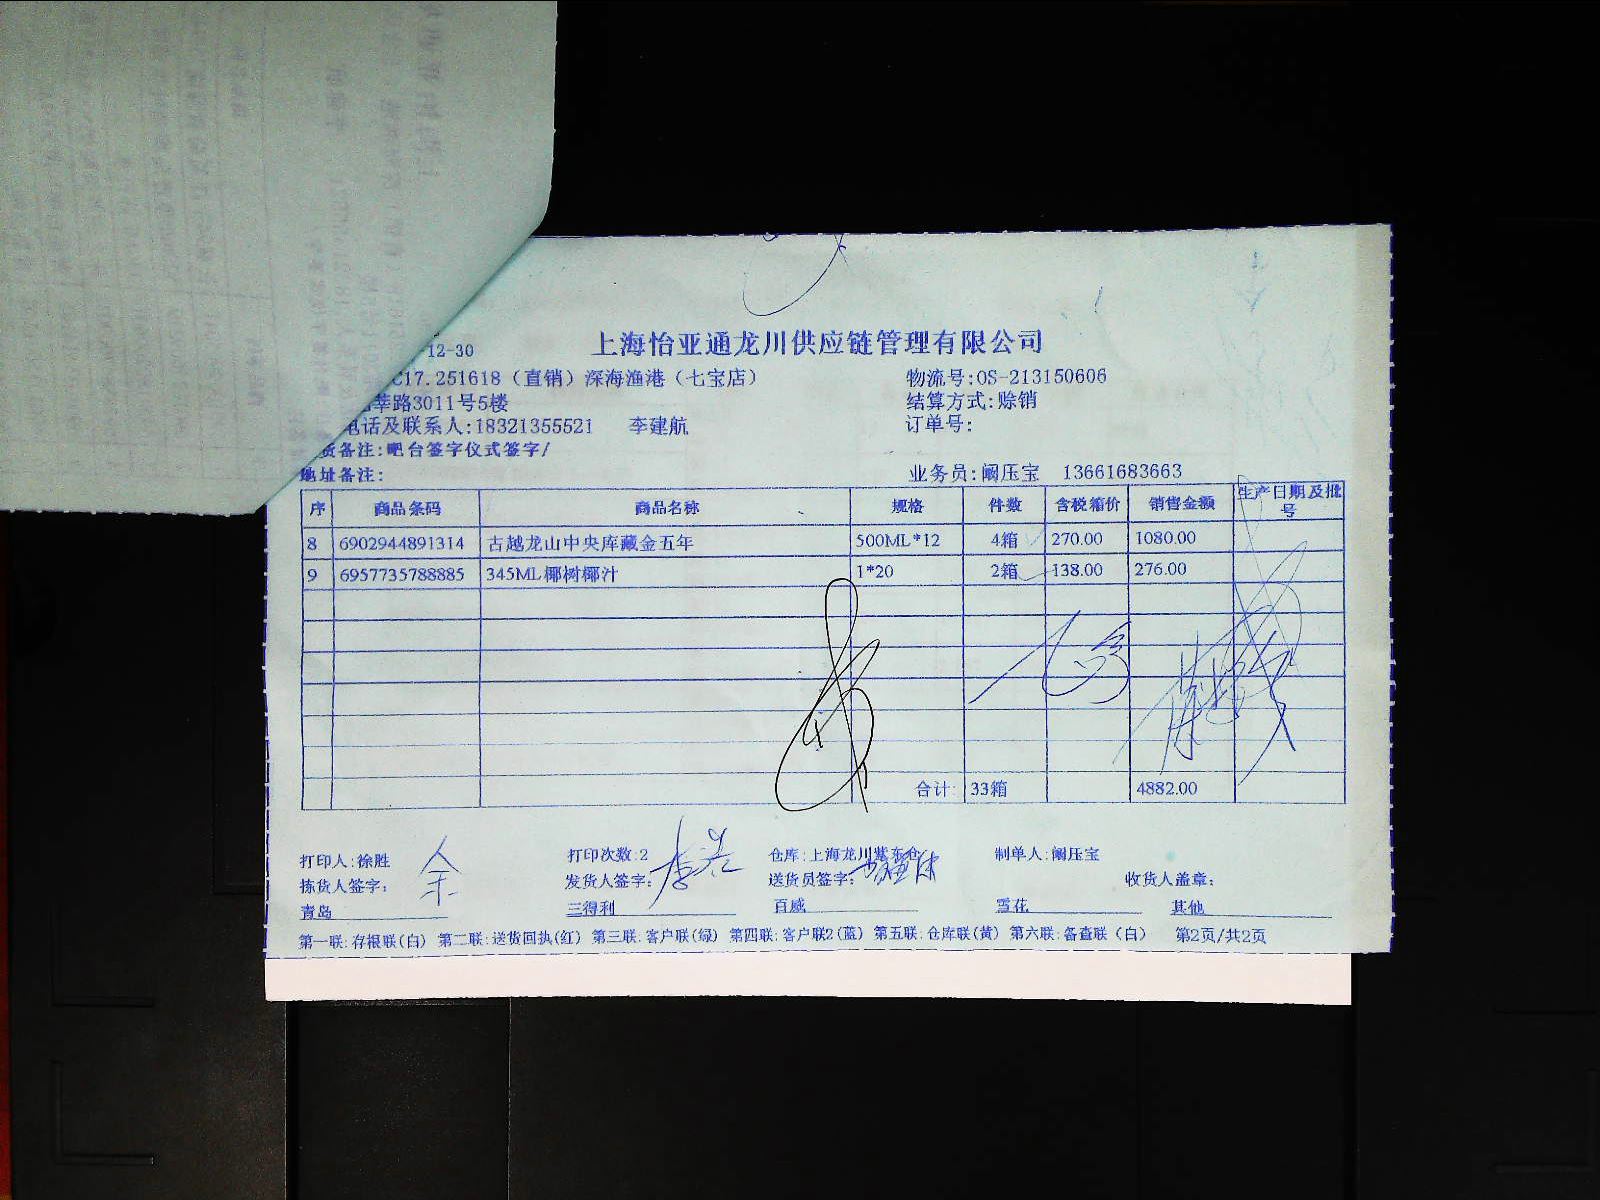 上海怡亚通龙川供应链管理有限公司
12-30
C17.251618（直销）深海渔港（七宝店） 物流号:OS-213150606
莘路3011号5楼 结算方式:赊销
电话及联系人:18321355521 李建航 订单号:
货备注:吧台签字仪式签字/
地址备注: 业务员:阚压宝 13661683663
序 商品条码 商品名称 规格 件数 含税箱价 销售金额 生产日期及批号
8 6902944891314 古越龙山中央库藏金五年 500ML*12 4箱 270.00 1080.00
9 6957735788885 345ML椰树椰汁 1*20 2箱 138.00 276.00
合计: 33箱 4882.00
打印人:徐胜 打印次数:2 仓库:上海龙川紫东仓 制单人:阚压宝
拣货人签字: 发货人签字: 送货员签字: 收货人盖章:
青岛 三得利 百威 雪花 其他
第一联:存根联(白) 第二联:送货回执(红) 第三联:客户联(绿) 第四联:客户联2(蓝) 第五联:仓库联(黄) 第六联:备查联（白） 第2页/共2页